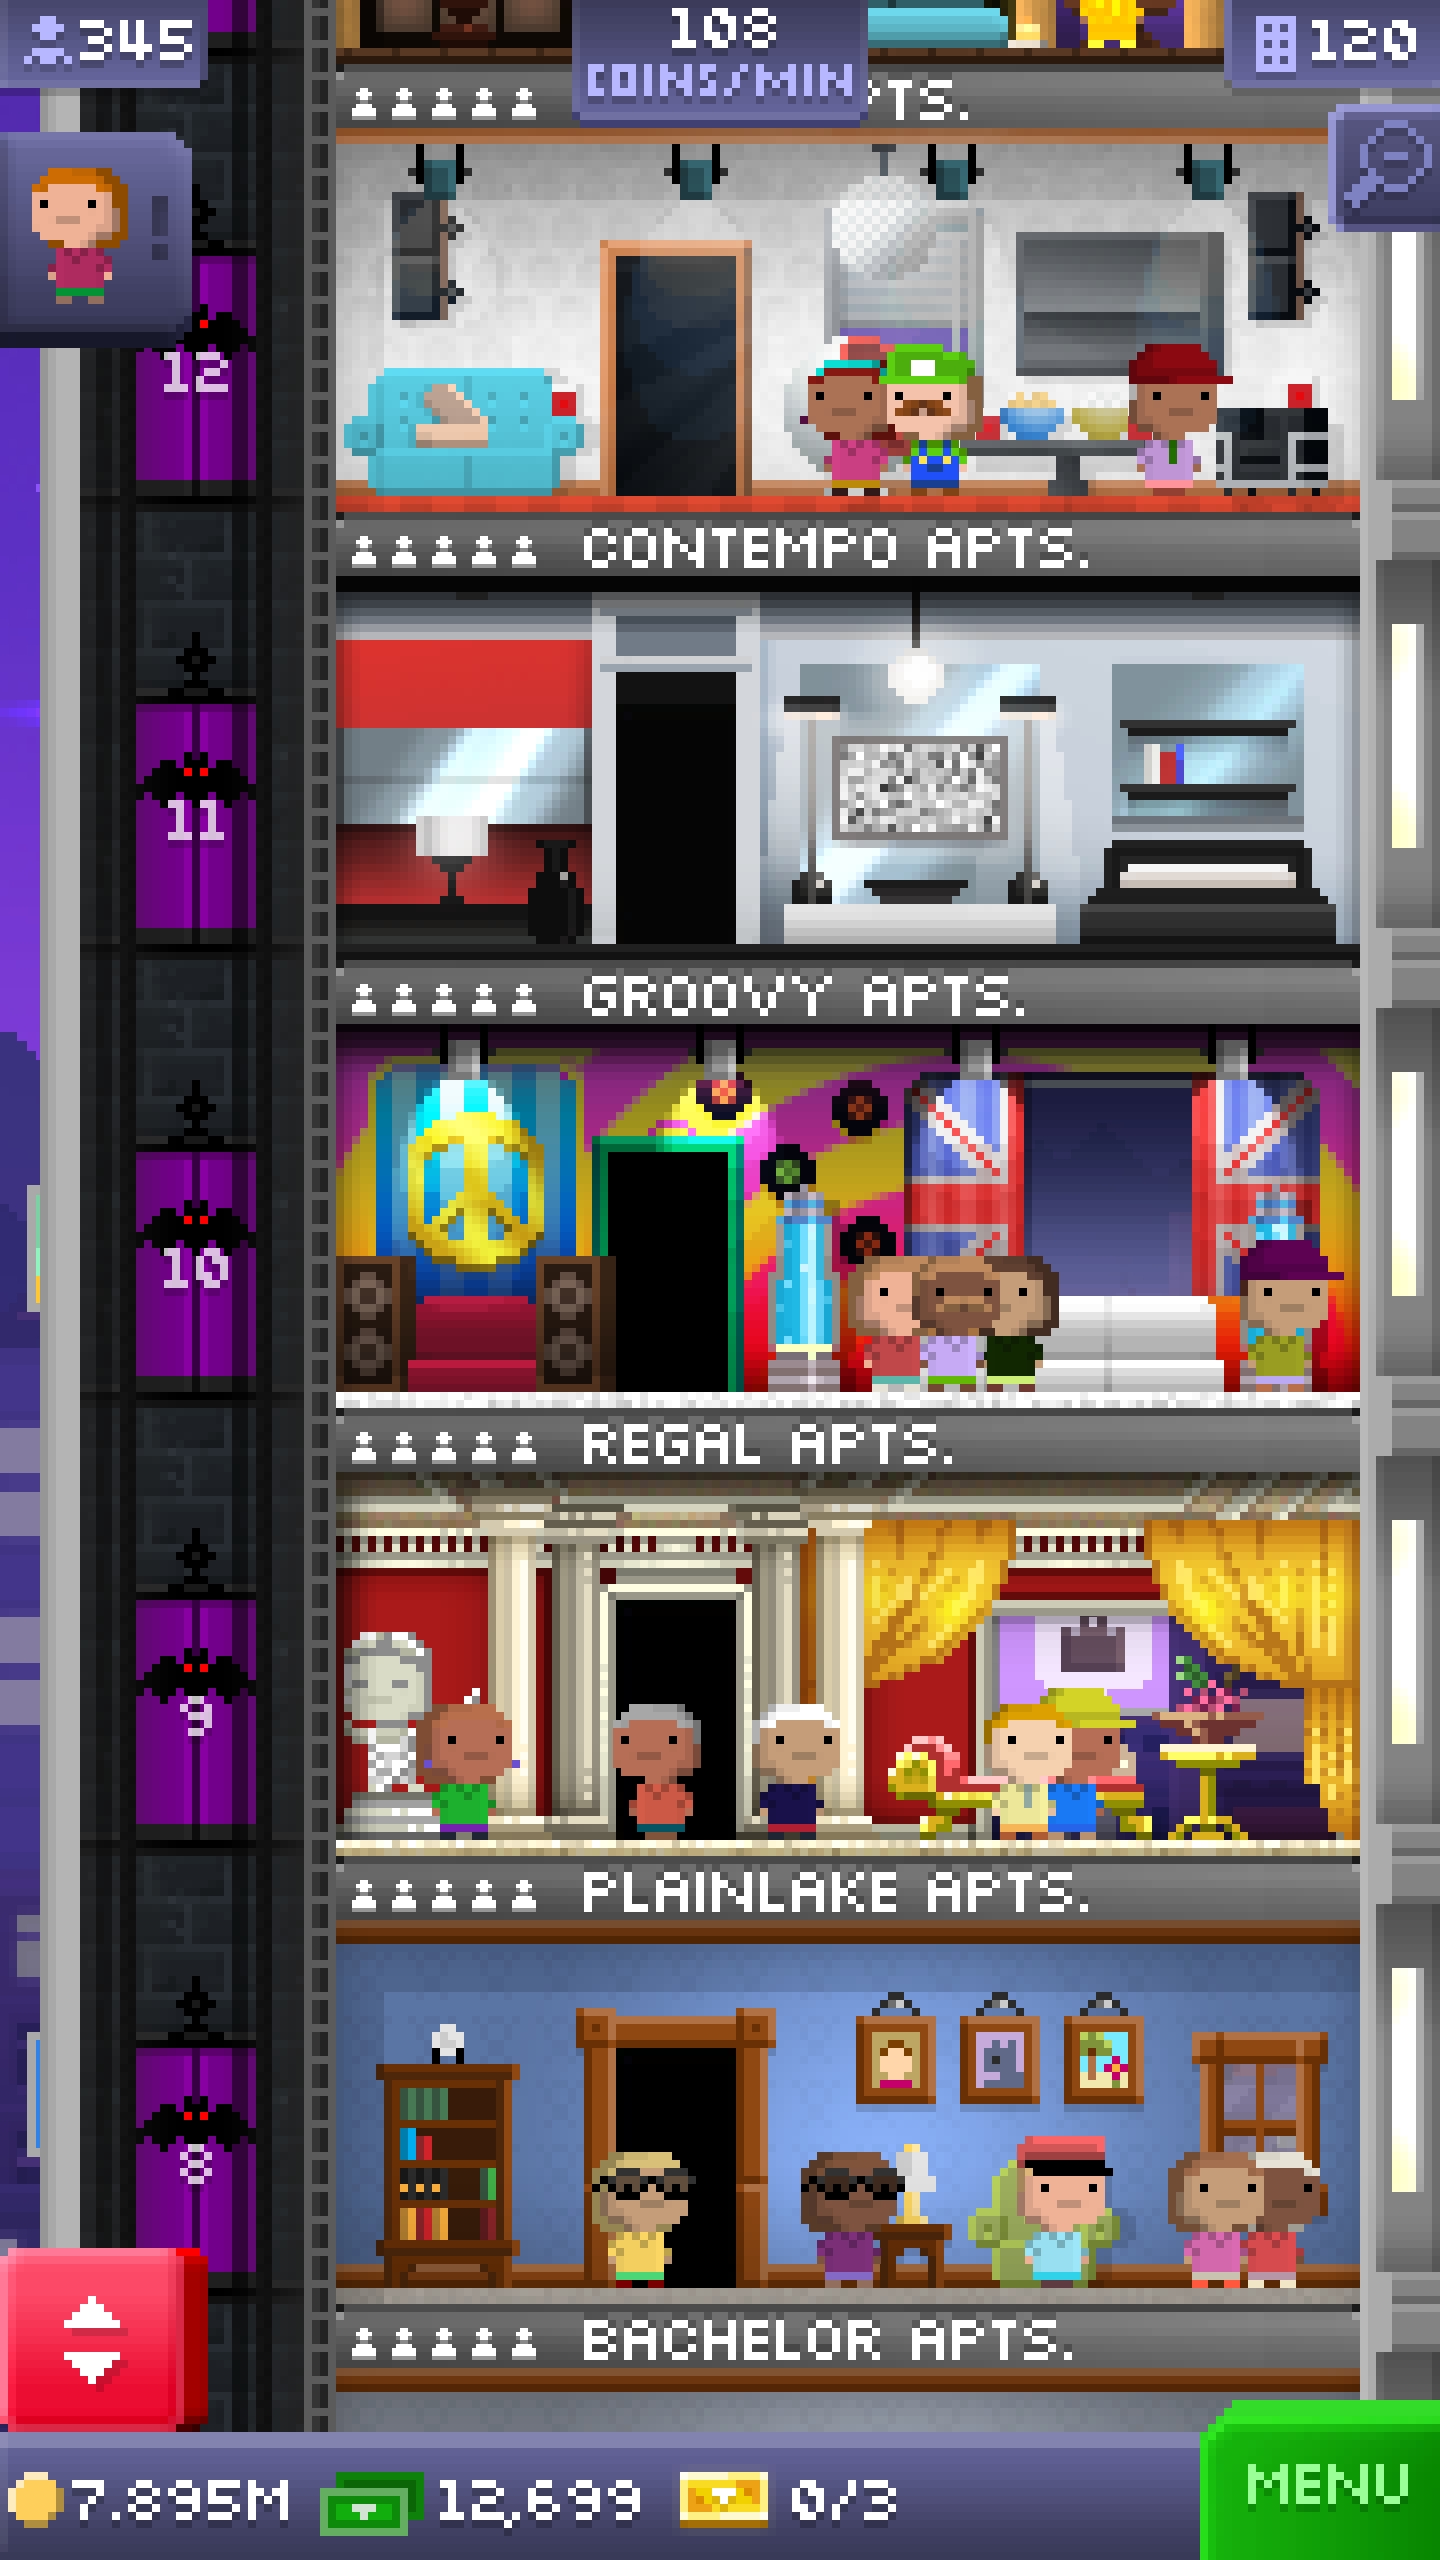 345
108
COINS/MIN
120
PTS.
12
CONTEMPO APTS.
11
GROOVY APTS.
10
REGAL APTS.
9
PLAINLAKE APTS.
8
BACHELOR APTS.
7.895M
12,699
0/3
MENU